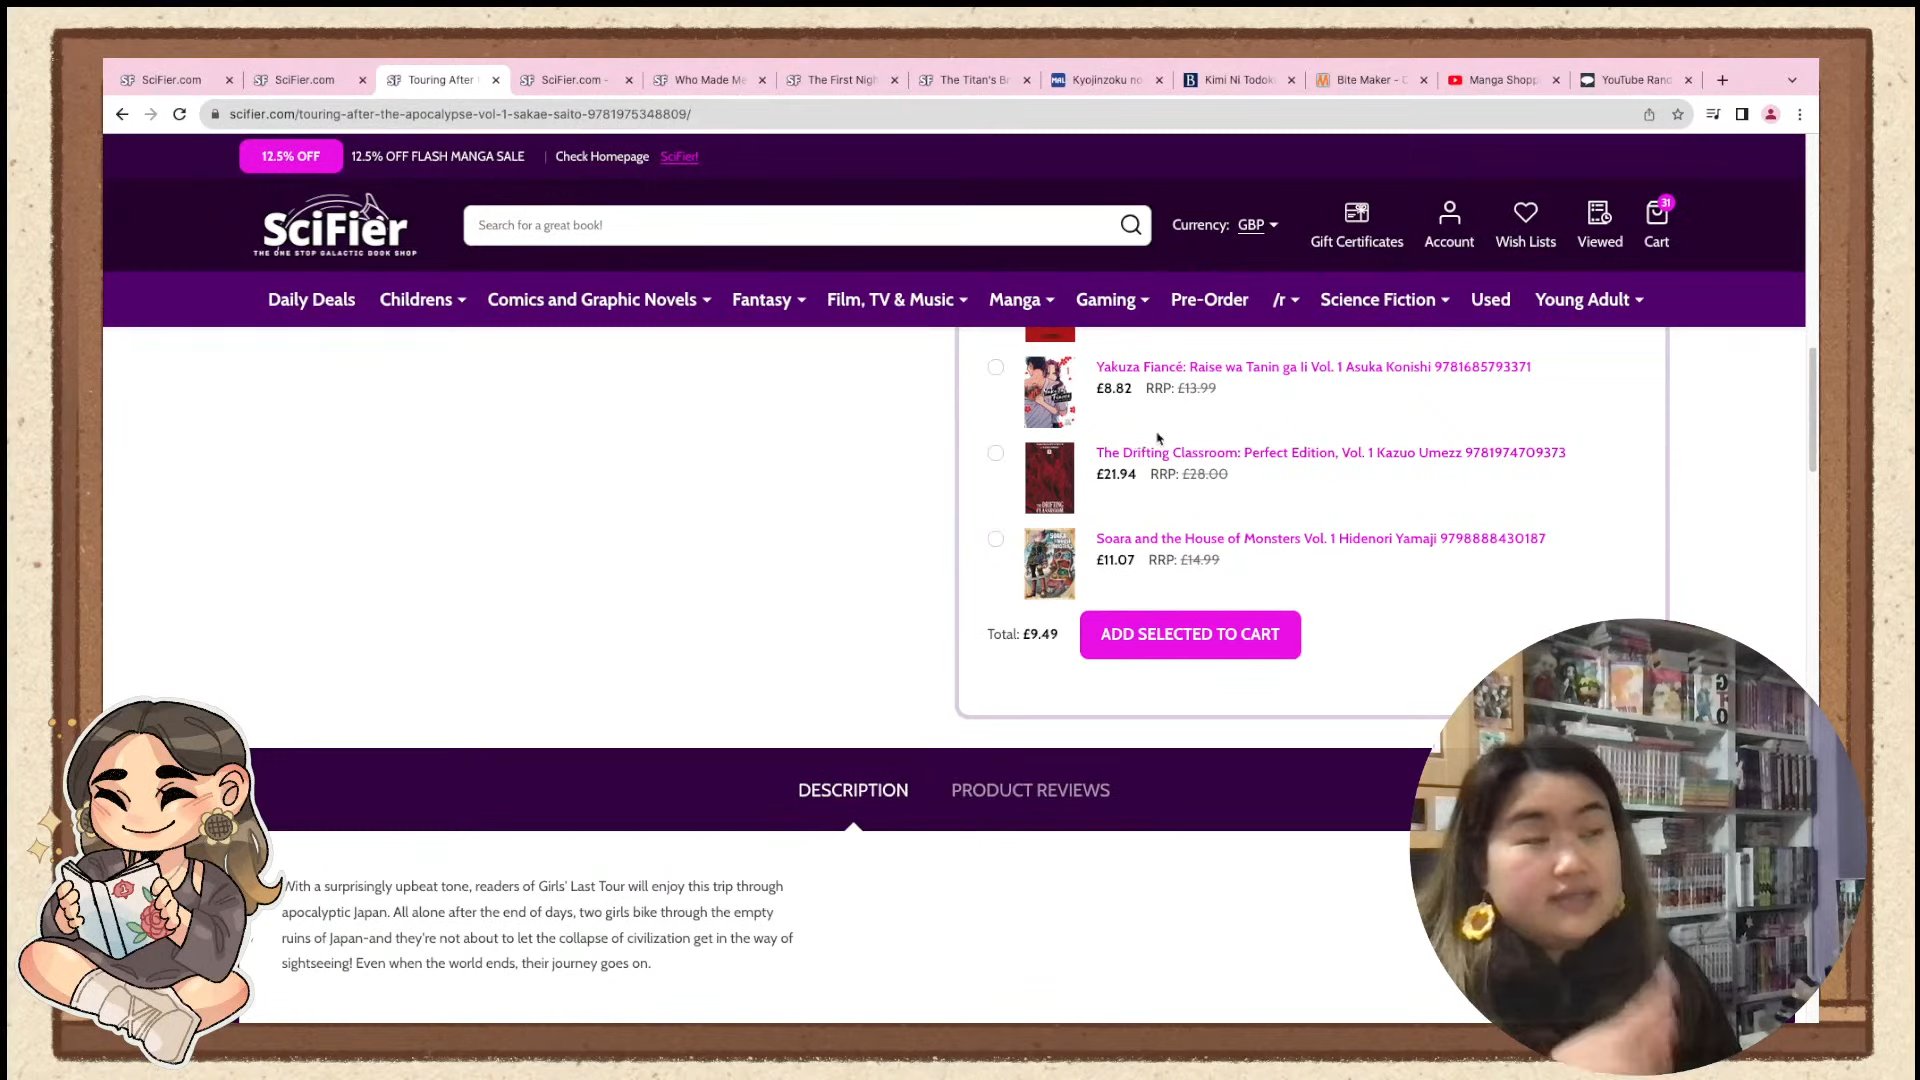 SF SciFier.com
SF SciFier.com
SF Touring After
SF SciFier.com -
SF Who Made Me
SF The First Nigh
SF The Titan's Br
MAL Kyojinzoku no
B Kimi Ni Todok
M Bite Maker -
Manga Shopp
YouTube Rand
scifier.com/touring-after-the-apocalypse-vol-1-sakae-saito-9781975348809/
12.5% OFF 12.5% OFF FLASH MANGA SALE | Check Homepage SciFier!
SciFier
THE ONE STOP GALACTIC BOOK SHOP
Search for a great book!
Currency: GBP
Gift Certificates
Account
Wish Lists
Viewed
31
Cart
Daily Deals Childrens Comics and Graphic Novels Fantasy Film, TV & Music Manga Gaming Pre-Order /r Science Fiction Used Young Adult
Yakuza Fiancé: Raise wa Tanin ga Ii Vol. 1 Asuka Konishi 9781685793371
£8.82 RRP: £13.99
The Drifting Classroom: Perfect Edition, Vol. 1 Kazuo Umezz 9781974709373
£21.94 RRP: £28.00
Soara and the House of Monsters Vol. 1 Hidenori Yamaji 9798888430187
£11.07 RRP: £14.99
Total: £9.49 ADD SELECTED TO CART
DESCRIPTION PRODUCT REVIEWS
With a surprisingly upbeat tone, readers of Girls' Last Tour will enjoy this trip through
apocalyptic Japan. All alone after the end of days, two girls bike through the empty
ruins of Japan-and they're not about to let the collapse of civilization get in the way of
sightseeing! Even when the world ends, their journey goes on.